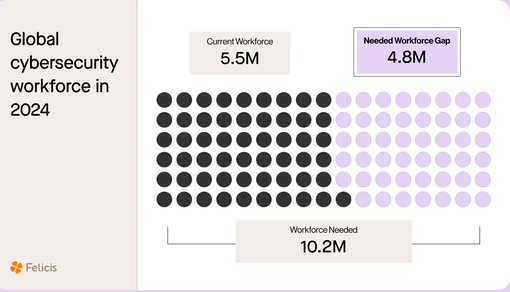 Global
cybersecurity
workforce in
2024
Current Workforce
5.5M
Needed Workforce Gap
4.8M
Workforce Needed
10.2M
Felicis